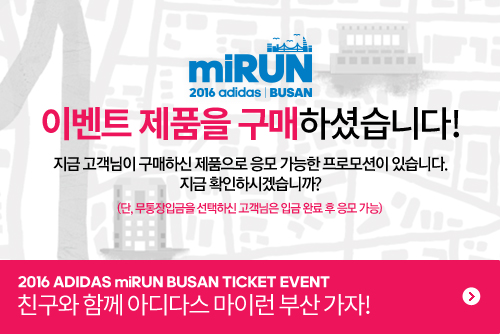 miRUN
2016 adidas | BUSAN
이벤트 제품을 구매하셨습니다!
지금 고객님이 구매하신 제품으로 응모 가능한 프로모션이 있습니다.
지금 확인하시겠습니까?
(단, 무통장입금을 선택하신 고객님은 입금 완료 후 응모 가능)
2016 ADIDAS miRUN BUSAN TICKET EVENT
친구와 함께 아디다스 마이런 부산 가자!